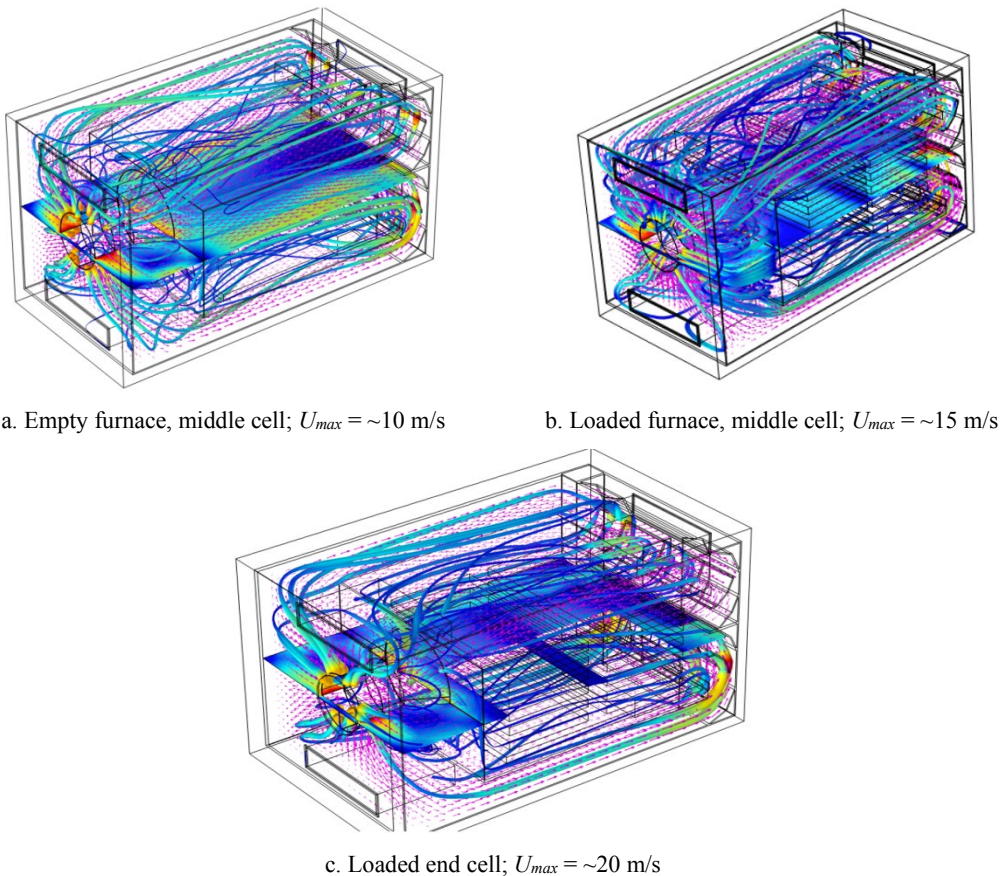 a. Empty furnace, middle cell; Umax = ~10 m/s
b. Loaded furnace, middle cell; Umax = ~15 m/s
c. Loaded end cell; Umax = ~20 m/s